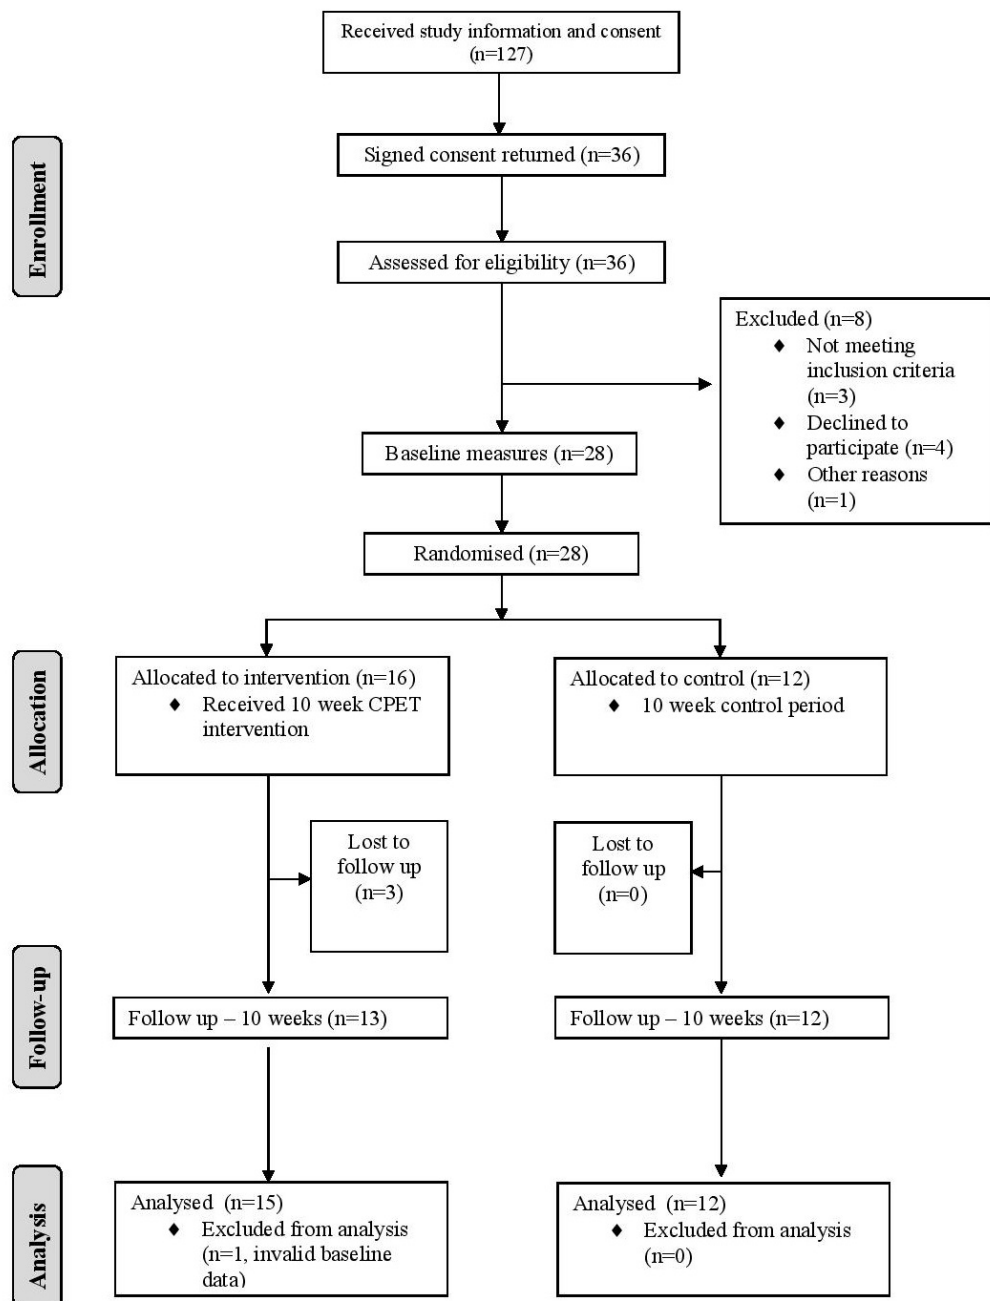 Received study information and consent
(n=127)
Enrollment
Signed consent returned (n=36)
Assessed for eligibility (n=36)
Excluded (n=8)
♦ Not meeting
inclusion criteria
(n=3)
♦ Declined to
participate (n=4)
♦ Other reasons
(n=1)
Baseline measures (n=28)
Randomised (n=28)
Allocation
Allocated to intervention (n=16)
♦ Received 10 week CPET
intervention
Allocated to control (n=12)
♦ 10 week control period
Lost to
follow up
(n=3)
Lost to
follow up
(n=0)
Follow-up
Follow up – 10 weeks (n=13)
Follow up – 10 weeks (n=12)
Analysis
Analysed (n=15)
♦ Excluded from analysis
(n=1, invalid baseline
data)
Analysed (n=12)
♦ Excluded from analysis
(n=0)